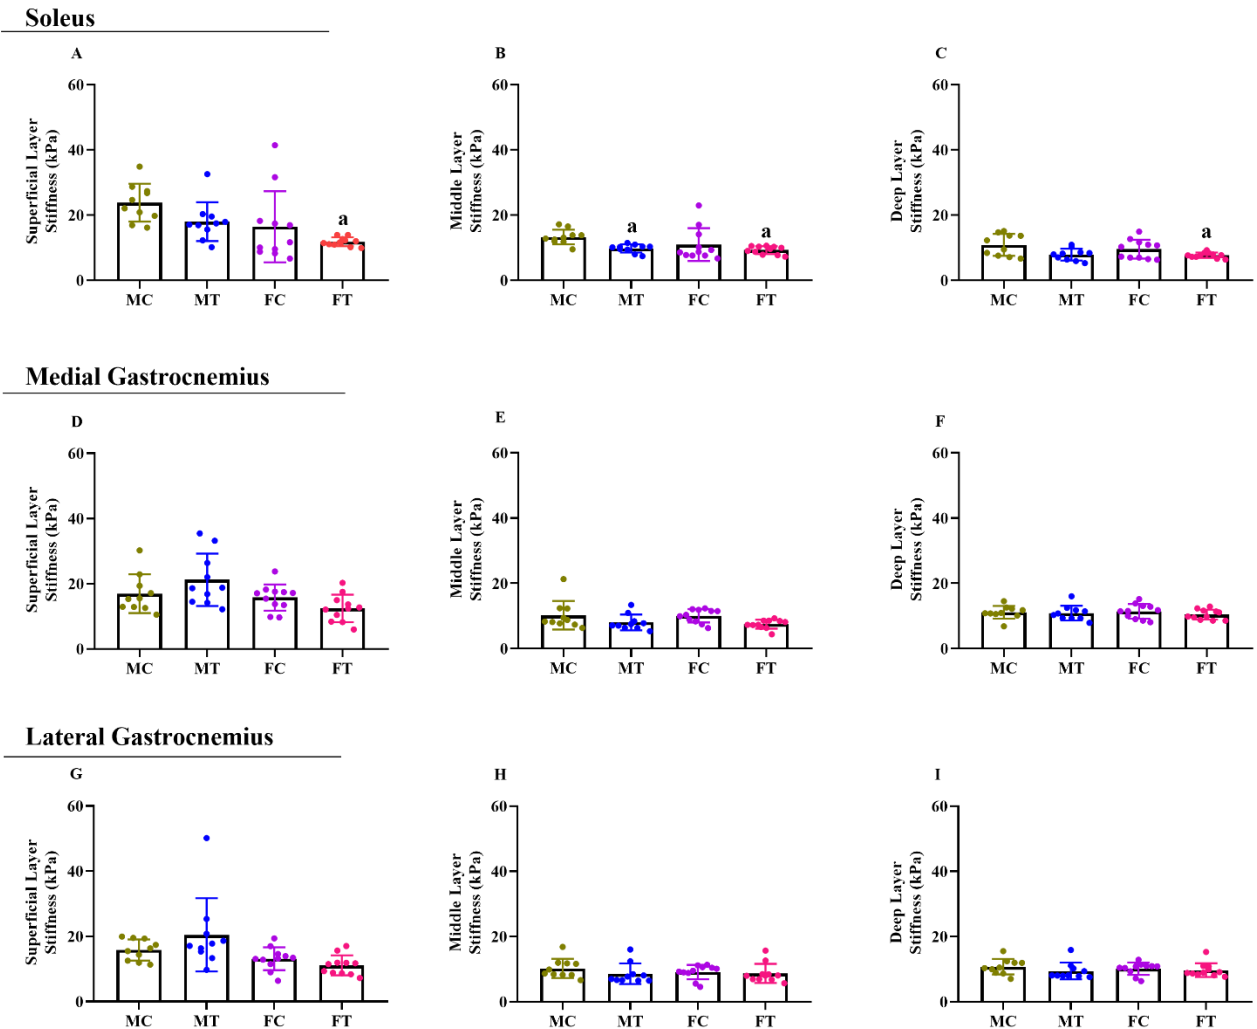 Soleus
A
B
C
Superficial Layer
Stiffness (kPa)
60
40
20
0
a
MC MT FC FT
Middle Layer
Stiffness (kPa)
60
40
20
0
a a
MC MT FC FT
Deep Layer
Stiffness (kPa)
60
40
20
0
a
MC MT FC FT
Medial Gastrocnemius
D
E
F
Superficial Layer
Stiffness (kPa)
60
40
20
0
MC MT FC FT
Middle Layer
Stiffness (kPa)
60
40
20
0
MC MT FC FT
Deep Layer
Stiffness (kPa)
60
40
20
0
MC MT FC FT
Lateral Gastrocnemius
G
H
I
Superficial Layer
Stiffness (kPa)
60
40
20
0
MC MT FC FT
Middle Layer
Stiffness (kPa)
60
40
20
0
MC MT FC FT
Deep Layer
Stiffness (kPa)
60
40
20
0
MC MT FC FT